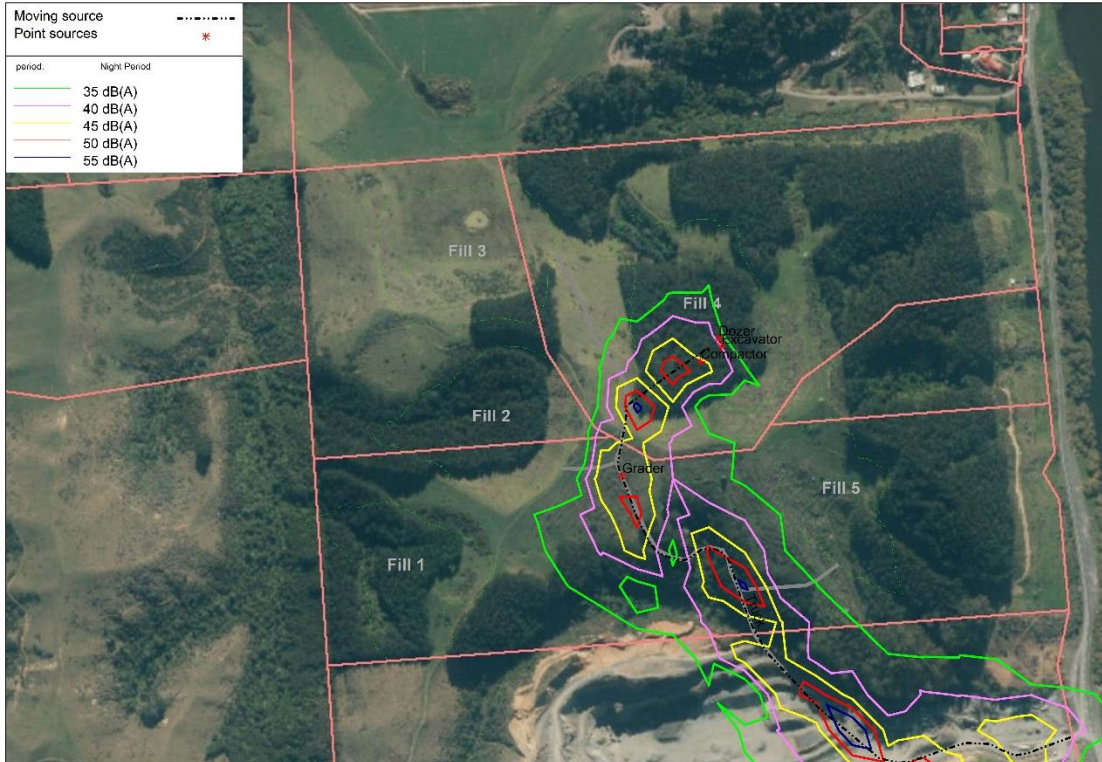 Moving source
Point sources
period. Night Period
35 dB(A)
40 dB(A)
45 dB(A)
50 dB(A)
55 dB(A)
Fill 3
Fill 4
Dozer
Excavator
Compactor
Fill 2
Grader
Fill 5
Fill 1